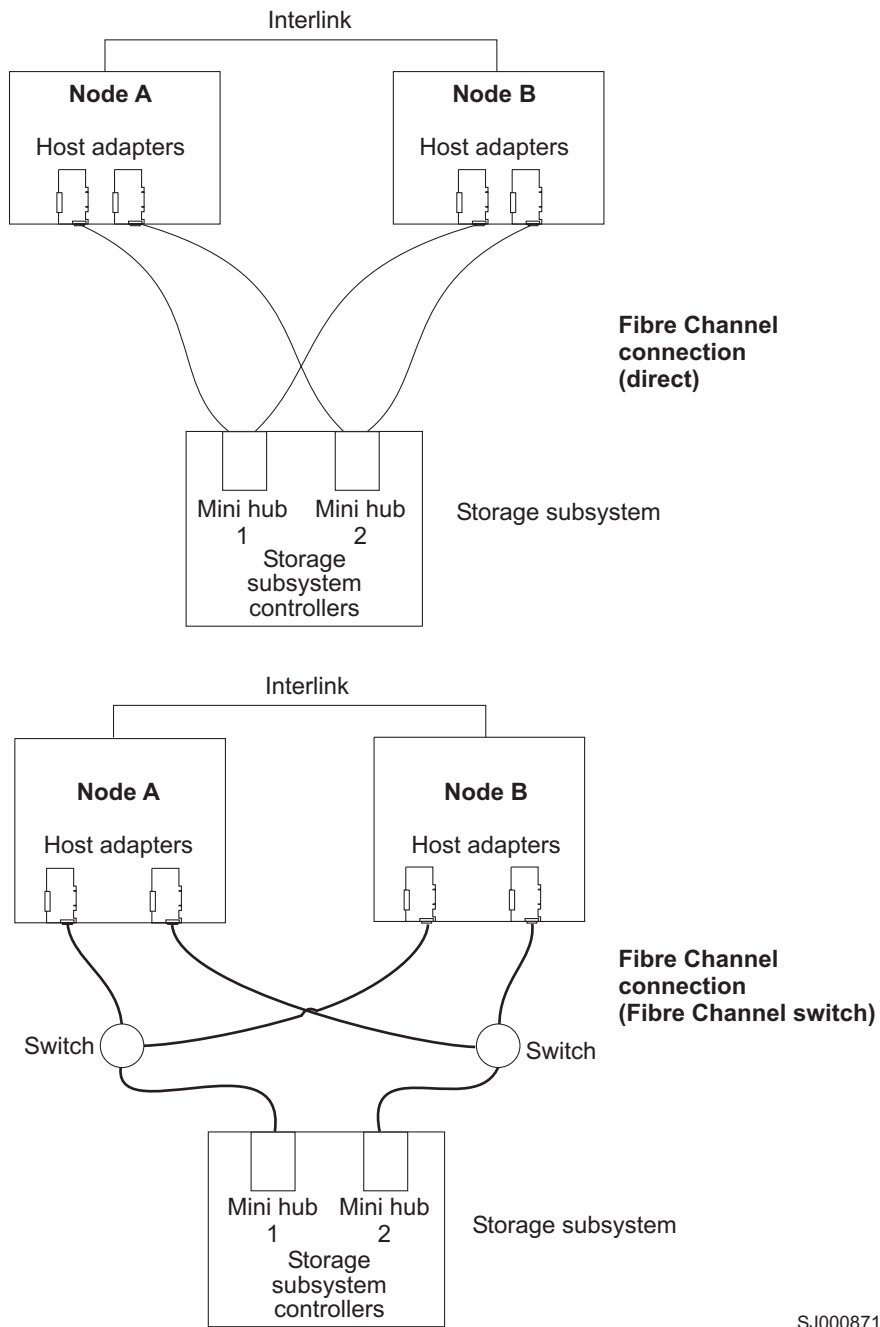 Interlink
Node A
Node B
Host adapters
Host adapters
Fibre Channel
connection
(direct)
Mini hub
1
Mini hub
2
Storage subsystem
Storage
subsystem
controllers
Interlink
Node A
Node B
Host adapters
Host adapters
Fibre Channel
connection
(Fibre Channel switch)
Switch
Switch
Mini hub
1
Mini hub
2
Storage subsystem
Storage
subsystem
controllers
SJ000871